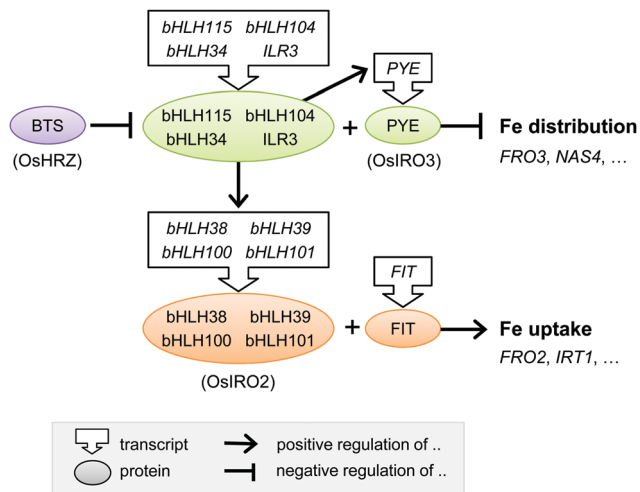 bHLH115 bHLH104
bHLH34 ILR3
PYE
BTS
bHLH115 bHLH104
bHLH34 ILR3
+
PYE
Fe distribution
(OsHRZ)
(OsIRO3)
FRO3, NAS4, ...
bHLH38 bHLH39
bHLH100 bHLH101
FIT
bHLH38 bHLH39
bHLH100 bHLH101
+
FIT
Fe uptake
(OsIRO2)
FRO2, IRT1, ...
transcript positive regulation of ..
protein negative regulation of ..